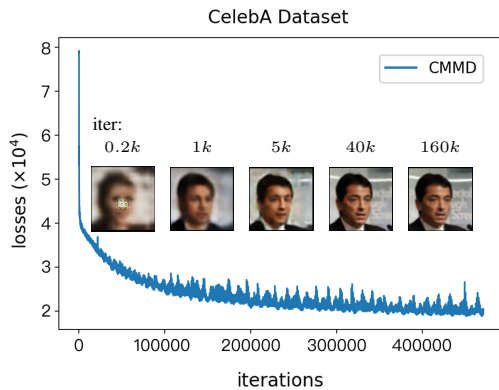 CelebA Dataset
CMMD
iter:
0.2k 1k 5k 40k 160k
losses (×10⁴)
8
7
6
5
4
3
2
0 100000 200000 300000 400000
iterations